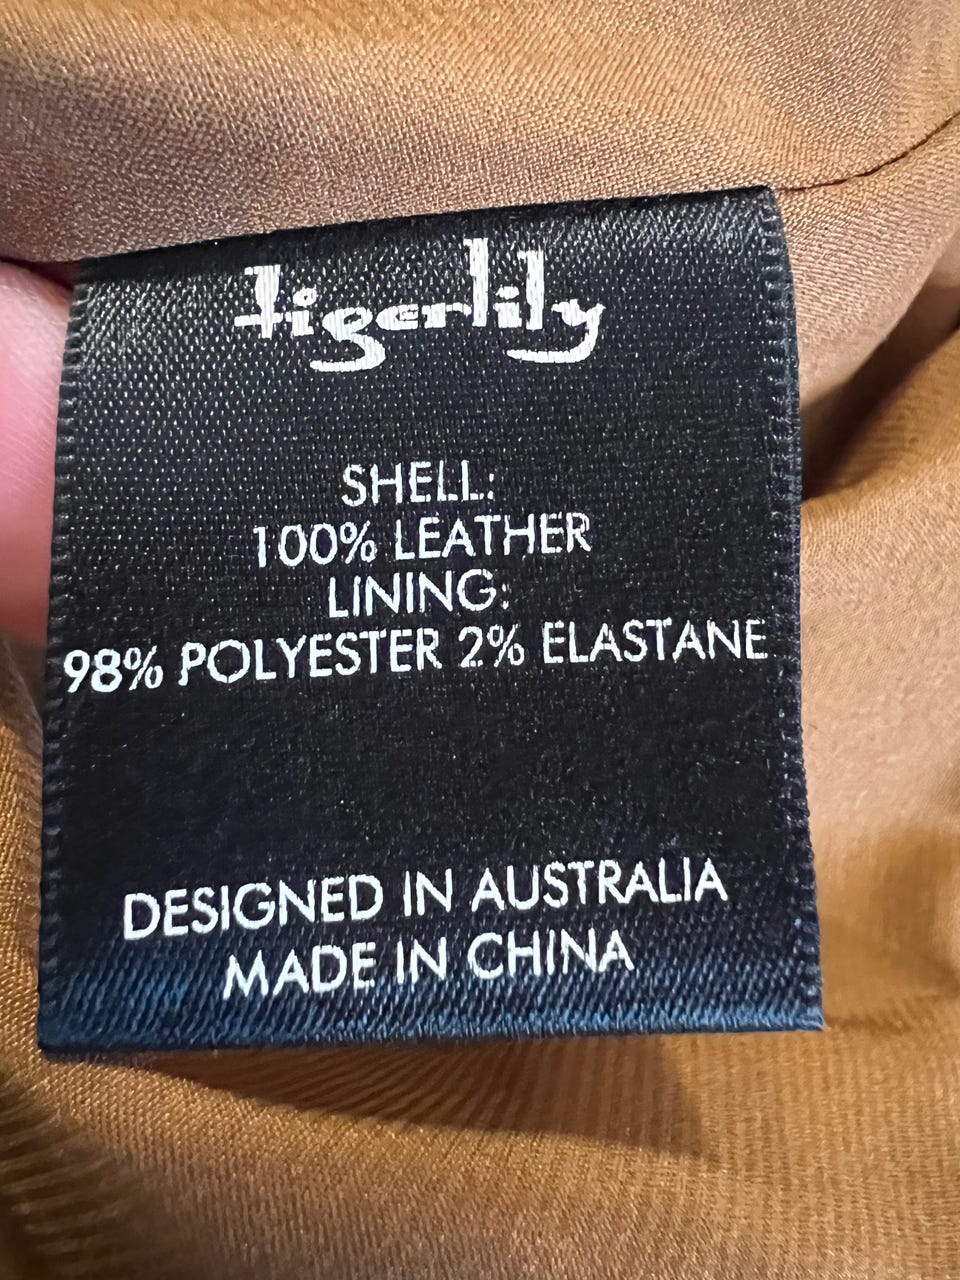 tigerlily
SHELL:
100% LEATHER
LINING:
98% POLYESTER 2% ELASTANE
DESIGNED IN AUSTRALIA
MADE IN CHINA